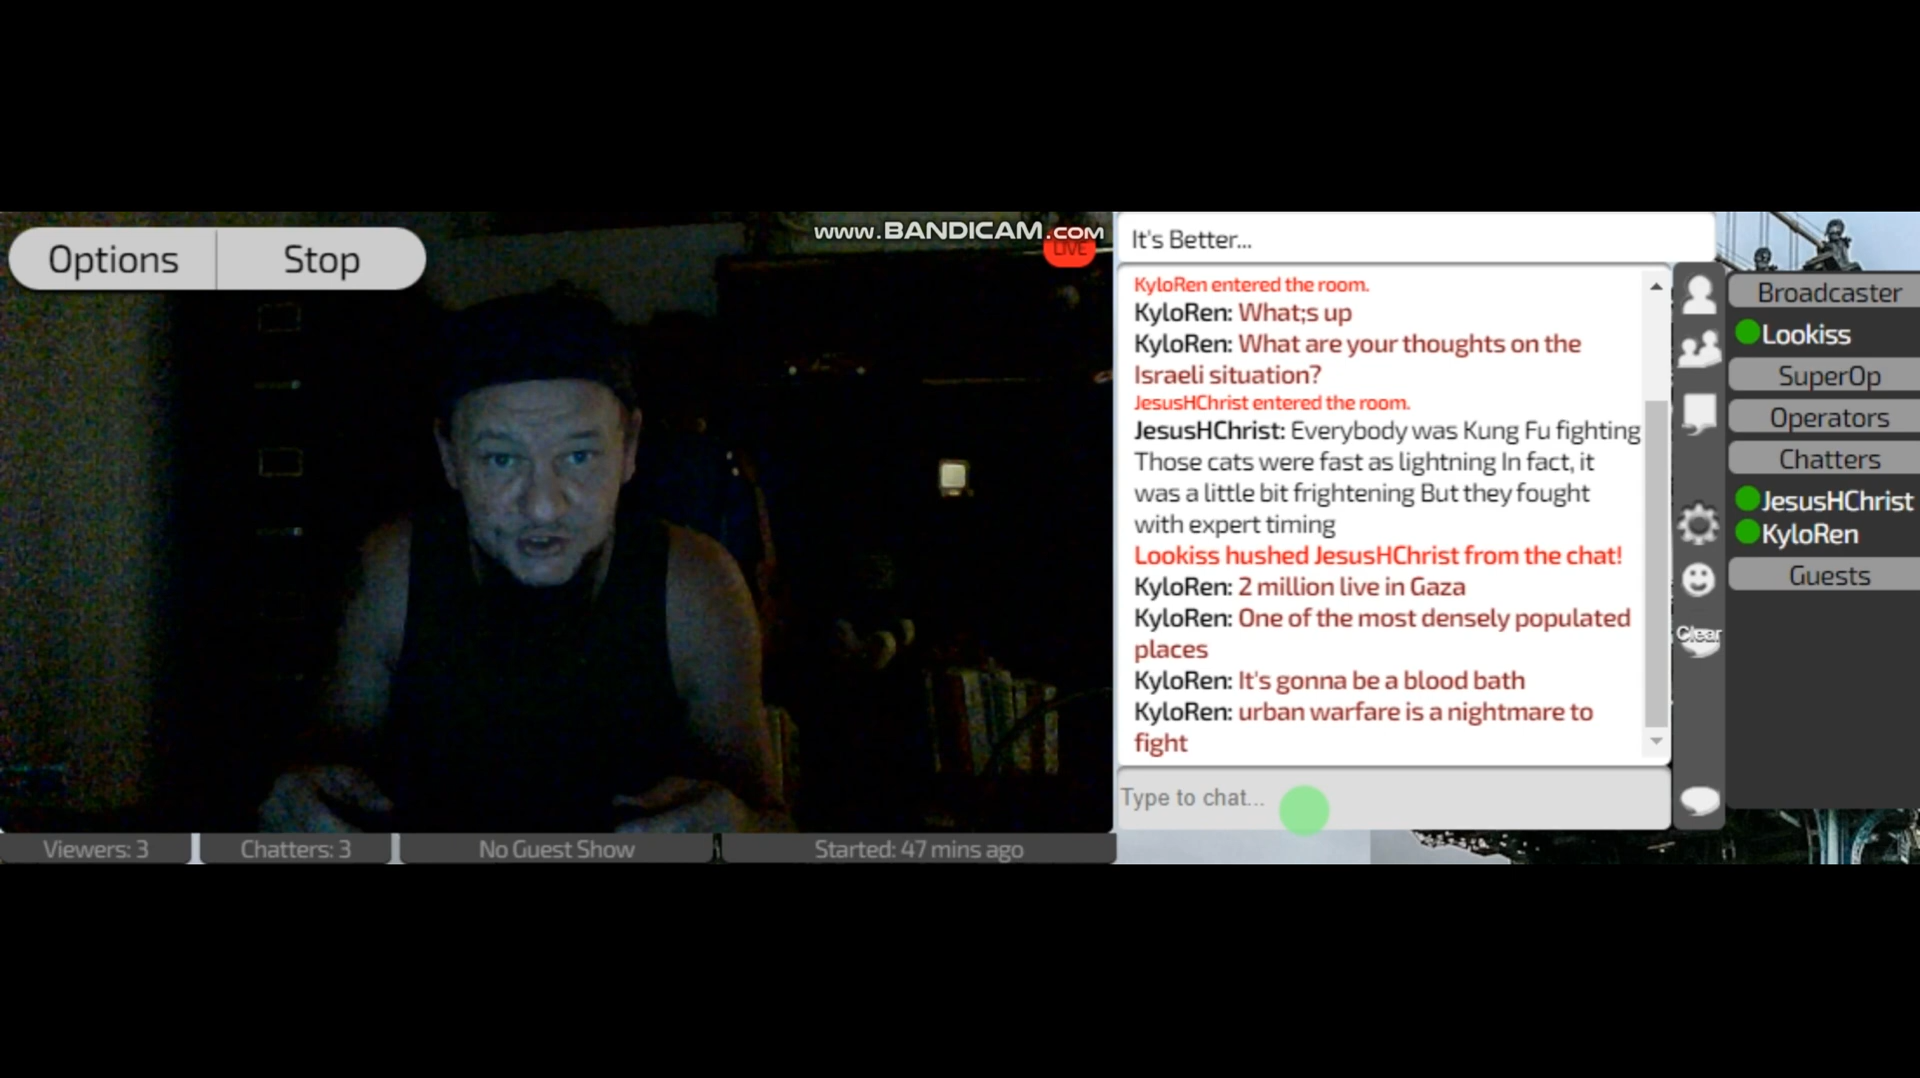 Options
Stop
www.BANDICAM.com
LIVE
It's Better...
KyloRen entered the room.
KyloRen: What;s up
KyloRen: What are your thoughts on the
Israeli situation?
JesusHChrist entered the room.
JesusHChrist: Everybody was Kung Fu fighting
Those cats were fast as lightning In fact, it
was a little bit frightening But they fought
with expert timing
Lookiss hushed JesusHChrist from the chat!
KyloRen: 2 million live in Gaza
KyloRen: One of the most densely populated
places
KyloRen: It's gonna be a blood bath
KyloRen: urban warfare is a nightmare to
fight
Type to chat...
Clear
Broadcaster
Lookiss
SuperOp
Operators
Chatters
JesusHChrist
KyloRen
Guests
Viewers: 3
Chatters: 3
No Guest Show
Started: 47 mins ago